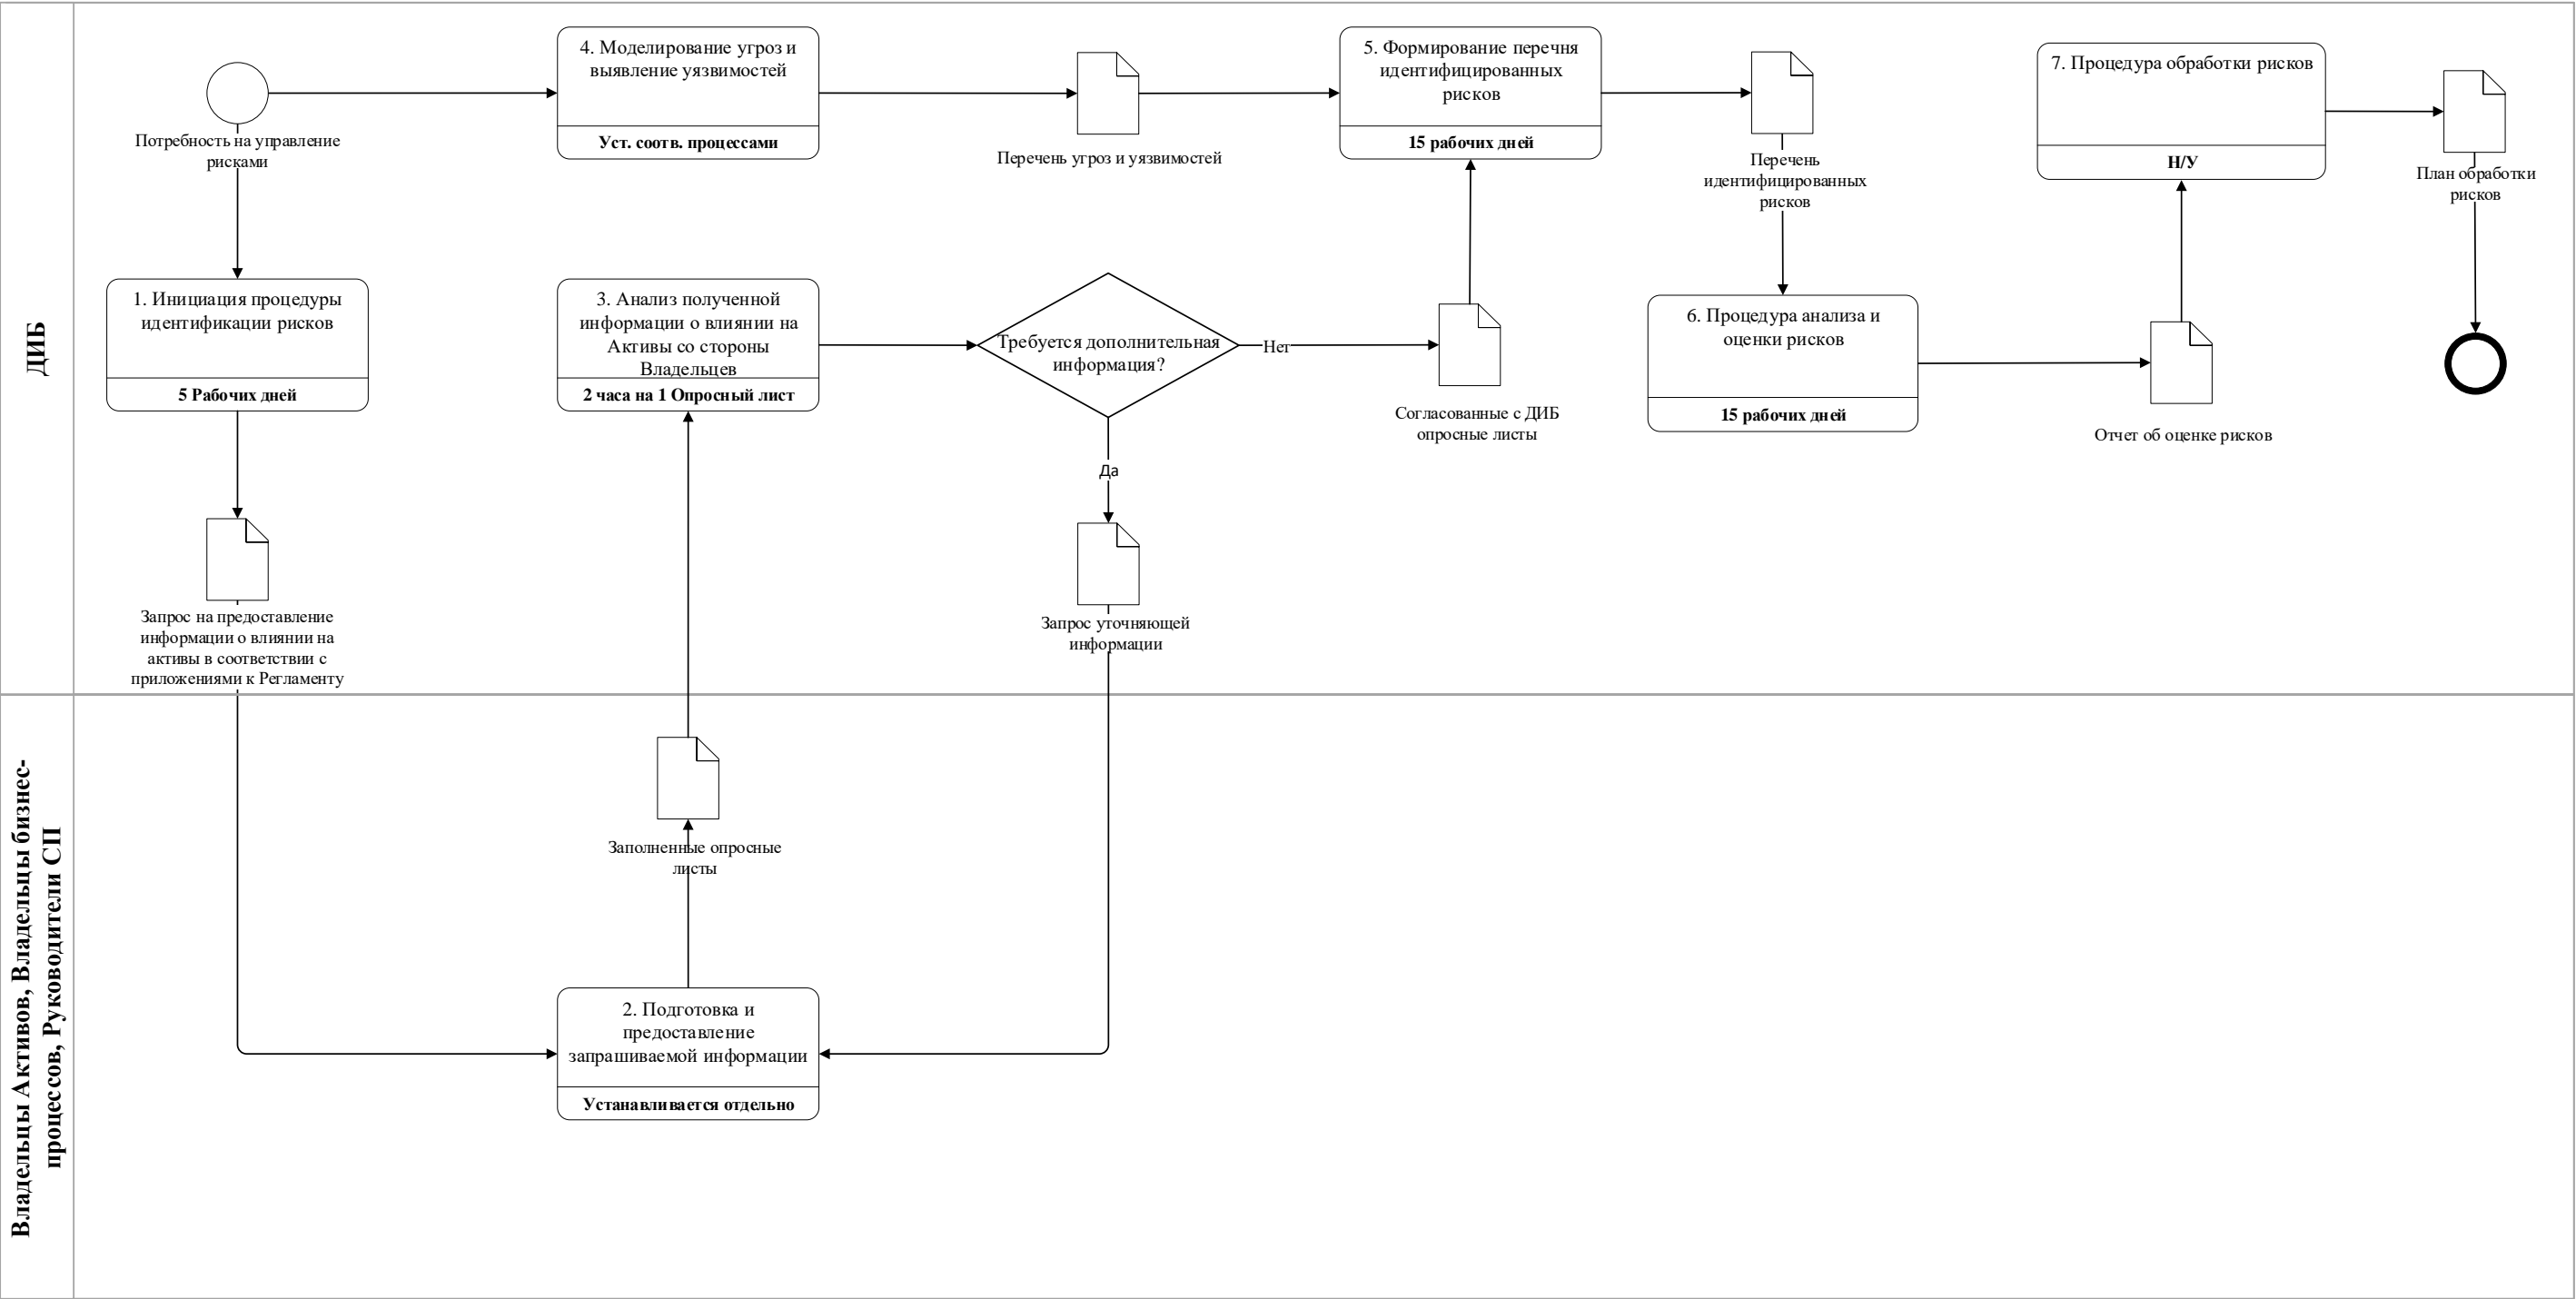 ДИБ
Потребность на управление
рисками
4. Моделирование угроз и
выявление уязвимостей
Уст. соотв. процессами
Перечень угроз и уязвимостей
5. Формирование перечня
идентифицированных
рисков
15 рабочих дней
Перечень
идентифицированных
рисков
7. Процедура обработки рисков
Н/У
План обработки
рисков
1. Инициация процедуры
идентификации рисков
5 Рабочих дней
3. Анализ полученной
информации о влиянии на
Активы со стороны
Владельцев
2 часа на 1 Опросный лист
Требуется дополнительная
информация?
Нет
Да
Согласованные с ДИБ
опросные листы
6. Процедура анализа и
оценки рисков
15 рабочих дней
Отчет об оценке рисков
Запрос на предоставление
информации о влиянии на
активы в соответствии с
приложениями к Регламенту
Запрос уточняющей
информации
Владельцы Активов, Владельцы бизнес-
процессов, Руководители СП
Заполненные опросные
листы
2. Подготовка и
предоставление
запрашиваемой информации
Устанавливается отдельно